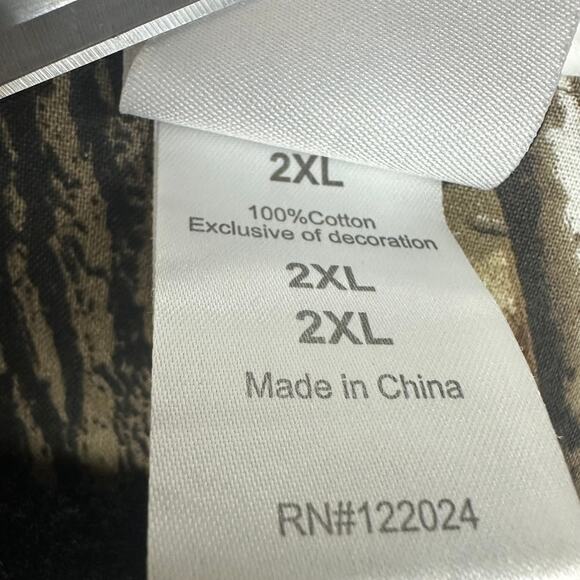 2XL
100%Cotton
Exclusive of decoration
2XL
2XL
Made in China
RN#122024